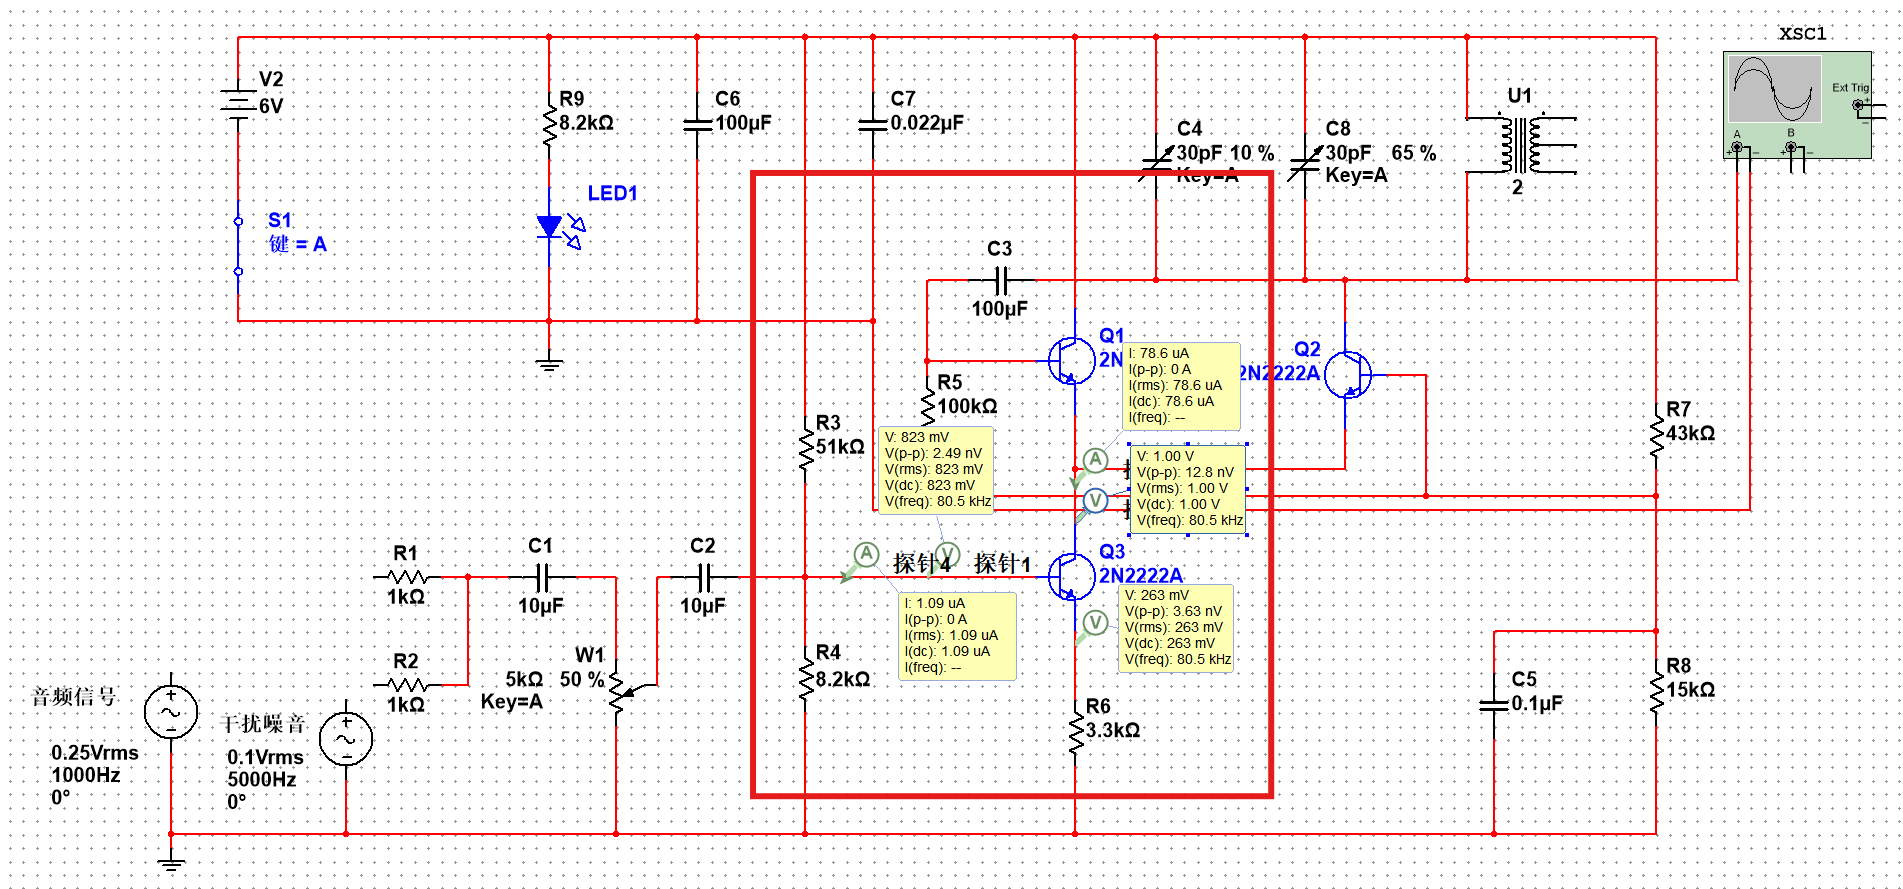 XSC1
V2
6V
R9
8.2kΩ
C6
100µF
C7
0.022µF
U1
2
Ext Trig
+
−
A
B
+
−
+
−
C4
30pF 10 %
Key=A
C8
30pF 65 %
Key=A
LED1
S1
键 = A
C3
100µF
Q1
2N
I: 78.6 uA
I(p-p): 0 A
I(rms): 78.6 uA
I(dc): 78.6 uA
I(freq): --
Q2
2N2222A
R5
100kΩ
R3
51kΩ
R7
43kΩ
V: 823 mV
V(p-p): 2.49 nV
V(rms): 823 mV
V(dc): 823 mV
V(freq): 80.5 kHz
A
V: 1.00 V
V(p-p): 12.8 nV
V(rms): 1.00 V
V(dc): 1.00 V
V(freq): 80.5 kHz
V
R1
1kΩ
C1
10µF
C2
10µF
A
探针4
V
探针1
Q3
2N2222A
I: 1.09 uA
I(p-p): 0 A
I(rms): 1.09 uA
I(dc): 1.09 uA
I(freq): --
V
V: 263 mV
V(p-p): 3.63 nV
V(rms): 263 mV
V(dc): 263 mV
V(freq): 80.5 kHz
R2
1kΩ
W1
5kΩ 50 %
Key=A
R4
8.2kΩ
R6
3.3kΩ
C5
0.1µF
R8
15kΩ
音频信号
0.25Vrms
1000Hz
0°
干扰噪音
0.1Vrms
5000Hz
0°